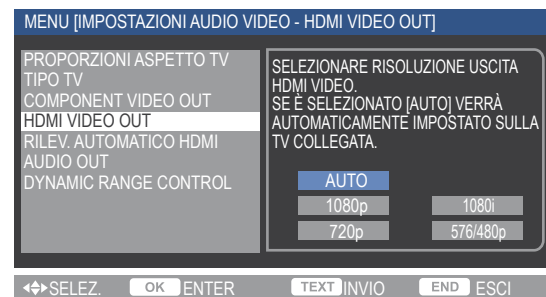 MENU [IMPOSTAZIONI AUDIO VIDEO - HDMI VIDEO OUT]
PROPORZIONI ASPETTO TV
TIPO TV
COMPONENT VIDEO OUT
HDMI VIDEO OUT
RILEV. AUTOMATICO HDMI
AUDIO OUT
DYNAMIC RANGE CONTROL
SELEZIONARE RISOLUZIONE USCITA
HDMI VIDEO.
SE È SELEZIONATO [AUTO] VERRÀ
AUTOMATICAMENTE IMPOSTATO SULLA
TV COLLEGATA.
AUTO
1080p 1080i
720p 576/480p
SELEZ. OK ENTER TEXT INVIO END ESCI